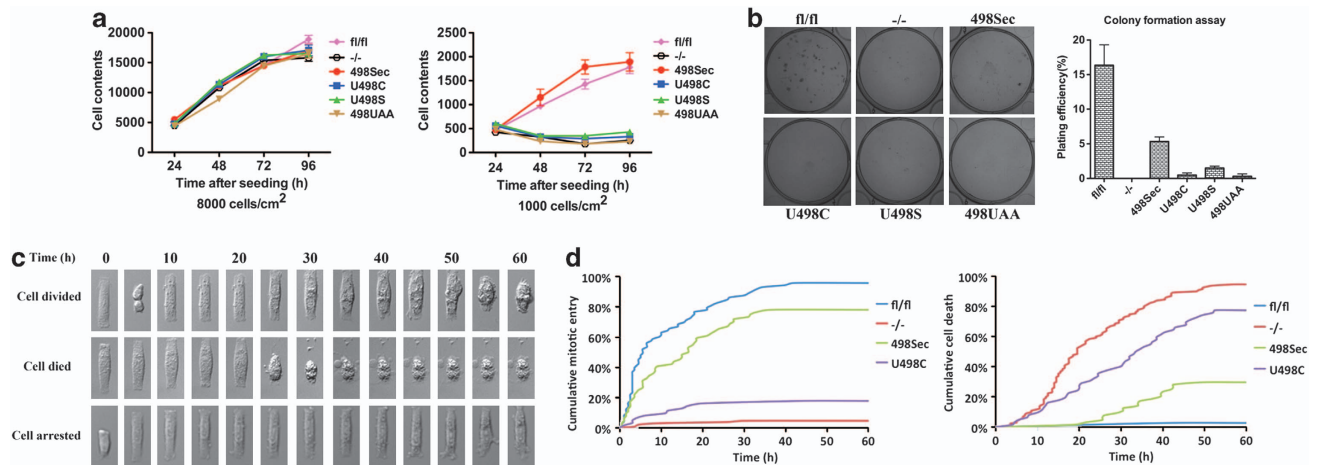 a
20000
15000
10000
5000
0
Cell contents
24 48 72 96
Time after seeding (h)
8000 cells/cm2
fl/fl
-/-
498Sec
U498C
U498S
498UAA
2500
2000
1500
1000
500
0
Cell contents
24 48 72 96
Time after seeding (h)
1000 cells/cm2
fl/fl
-/-
498Sec
U498C
U498S
498UAA
b
fl/fl -/- 498Sec
U498C U498S 498UAA
Colony formation assay
20
15
10
5
0
Plating efficiency(%)
fl/fl -/- 498Sec U498C U498S 498UAA
c Time (h) 0 10 20 30 40 50 60
Cell divided
Cell died
Cell arrested
d
100%
80%
60%
40%
20%
0%
Cumulative mitotic entry
0 10 20 30 40 50 60
Time (h)
fl/fl
-/-
498Sec
U498C
100%
80%
60%
40%
20%
0%
Cumulative cell death
0 10 20 30 40 50 60
Time (h)
fl/fl
-/-
498Sec
U498C